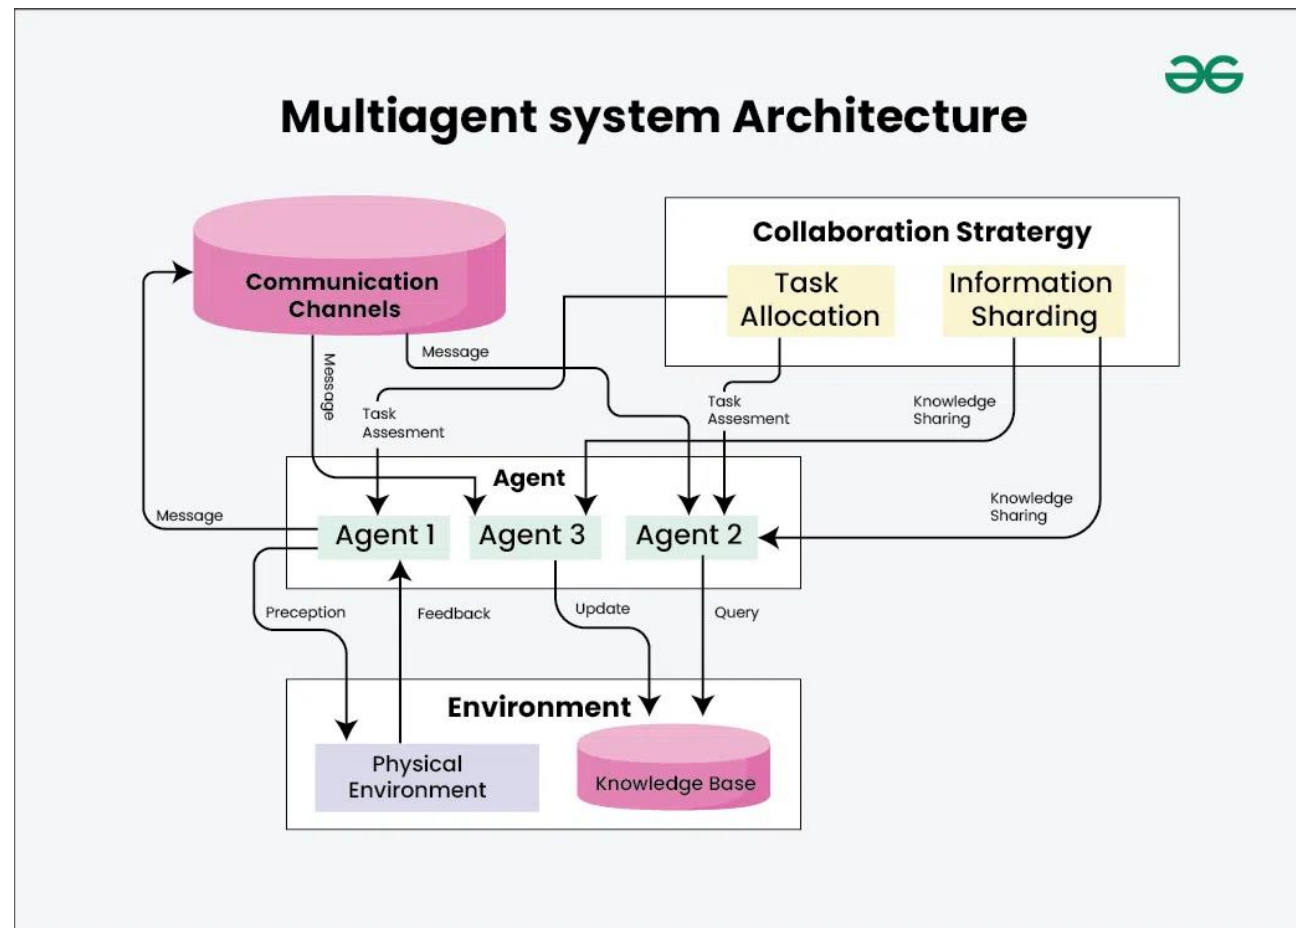 Multiagent system Architecture
Communication
Channels
Collaboration Stratergy
Task
Allocation
Information
Sharding
Message
Message
Task
Assesment
Task
Assesment
Knowledge
Sharing
Knowledge
Sharing
Message
Agent
Agent 1
Agent 3
Agent 2
Preception
Feedback
Update
Query
Environment
Physical
Environment
Knowledge Base